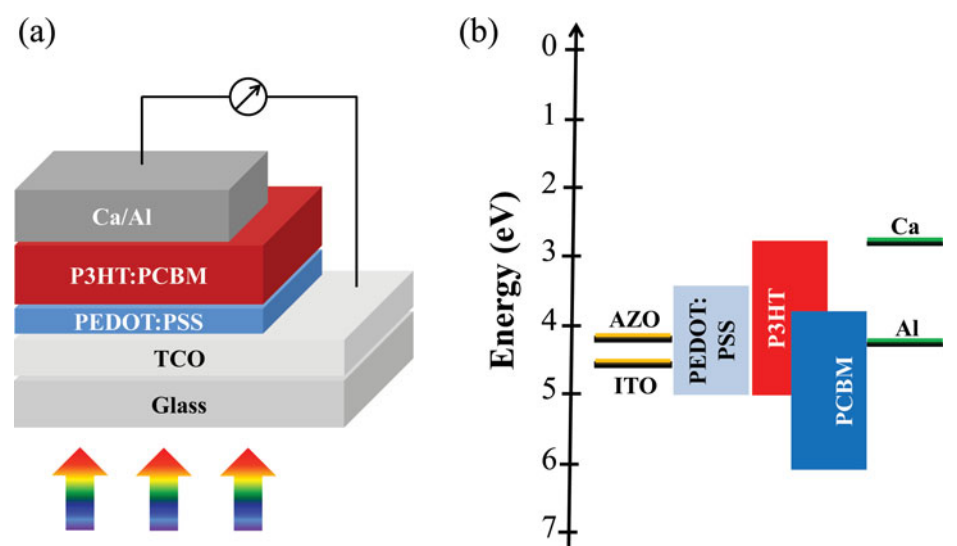 (a)
Ca/Al
P3HT:PCBM
PEDOT:PSS
TCO
Glass
(b)
Energy (eV)
0
1
2
3
4
5
6
7
AZO
ITO
PEDOT:
PSS
P3HT
PCBM
Ca
Al